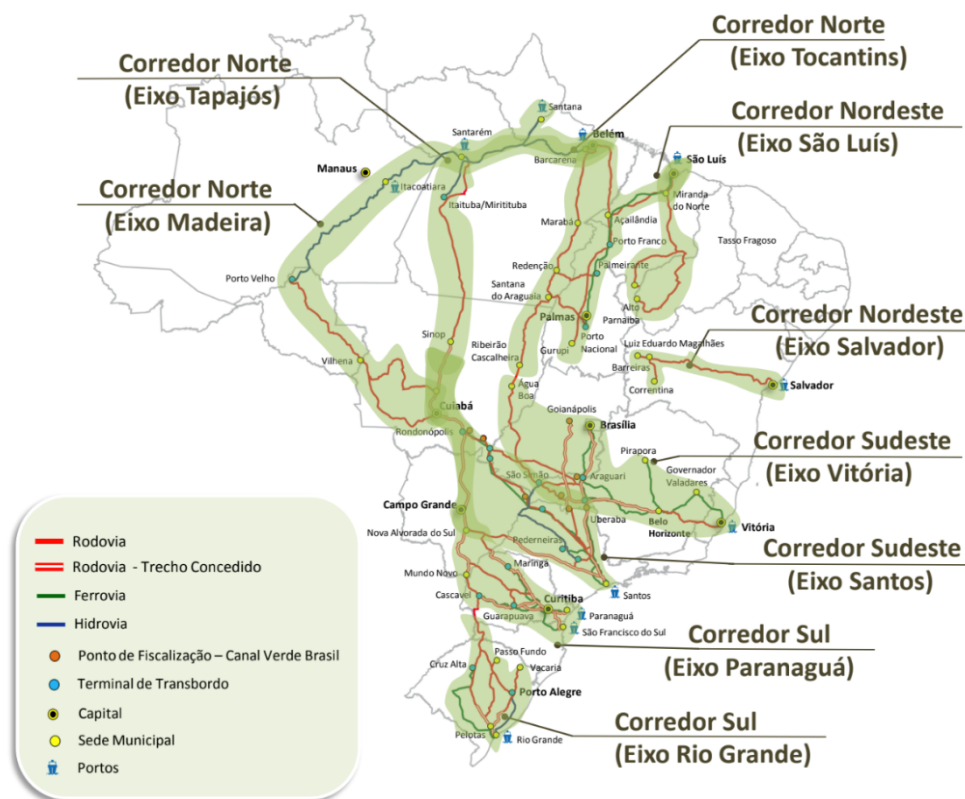 Corredor Norte
(Eixo Tocantins)
Corredor Norte
(Eixo Tapajós)
Corredor Nordeste
(Eixo São Luís)
Corredor Norte
(Eixo Madeira)
Santana
Santarém
Belém
Barcarena
São Luís
Manaus
Itacoatiara
Miranda
do Norte
Itaituba/Miritituba
Marabá
Açailândia
Porto Franco
Tasso Fragoso
Porto Velho
Redenção
Palmeirante
Santana
do Araguaia
Alto
Parnaíba
Palmas
Porto
Nacional
Gurupi
Corredor Nordeste
(Eixo Salvador)
Sinop
Ribeirão
Cascalheira
Luiz Eduardo Magalhães
Vilhena
Barreiras
Correntina
Salvador
Água
Boa
Cuiabá
Goianápolis
Brasília
Rondonópolis
Pirapora
Corredor Sudeste
(Eixo Vitória)
Governador
Valadares
São Simão
Araguari
Campo Grande
Uberaba
Belo
Horizonte
Vitória
Nova Alvorada do Sul
Pederneiras
Corredor Sudeste
(Eixo Santos)
Maringa
Mundo Novo
Santos
Cascavel
Curitiba
Guarapuava
Paranaguá
São Francisco do Sul
Corredor Sul
(Eixo Paranaguá)
Cruz Alta
Passo Fundo
Vacaria
Porto Alegre
Corredor Sul
(Eixo Rio Grande)
Pelotas
Rio Grande
Rodovia
Rodovia - Trecho Concedido
Ferrovia
Hidrovia
Ponto de Fiscalização – Canal Verde Brasil
Terminal de Transbordo
Capital
Sede Municipal
Portos